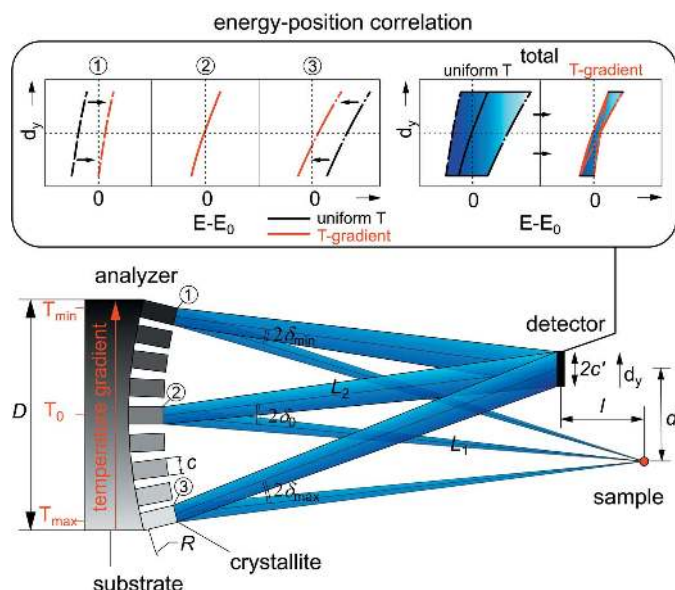 energy-position correlation
① ② ③ total
uniform T T-gradient
d_y d_y
0 0 0 0 0
E-E₀ E-E₀
uniform T
T-gradient
analyzer
T_min
①
2δ_min
detector
2c'
d_y
D
temperature gradient
T₀
②
L₂
l
d
2δ₀
L₁
c
2δ_max
③
T_max
sample
R
crystallite
substrate